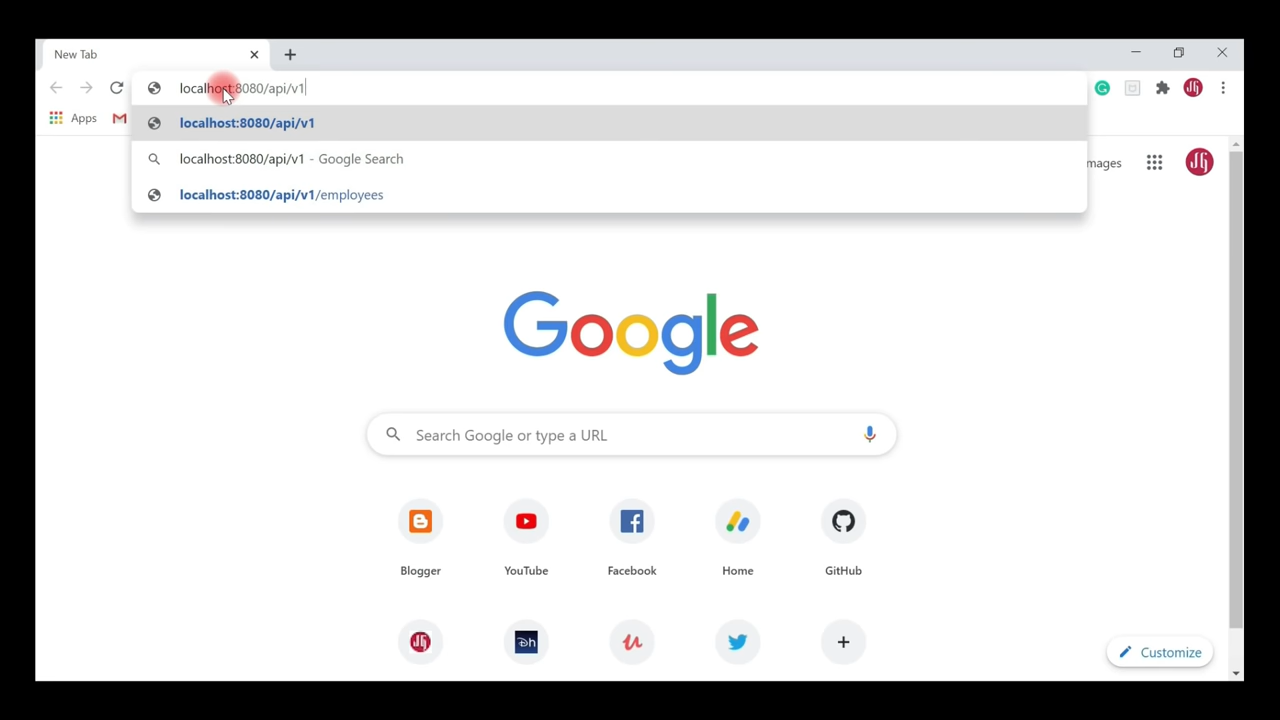 New Tab
localhost:8080/api/v1
Apps
localhost:8080/api/v1
localhost:8080/api/v1 - Google Search
localhost:8080/api/v1/employees
mages
Google
Search Google or type a URL
Blogger
YouTube
Facebook
Home
GitHub
Dh
Customize